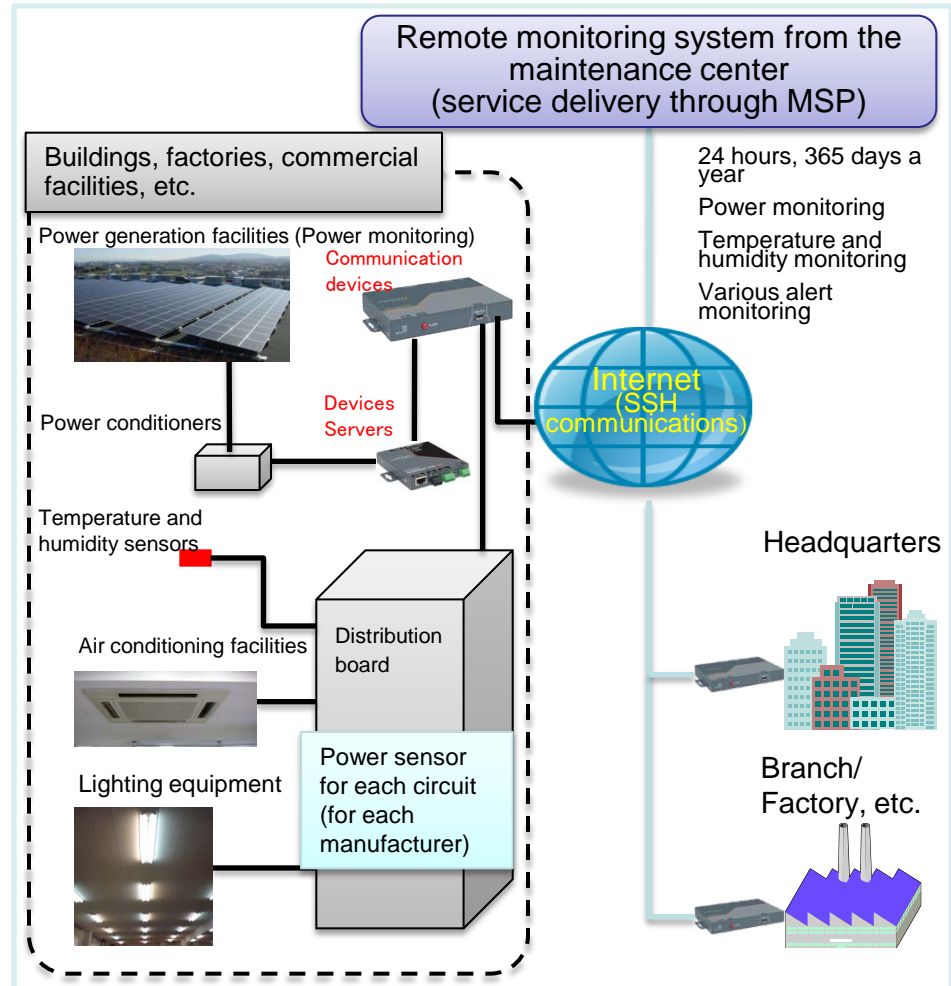 Remote monitoring system from the
maintenance center
(service delivery through MSP)
Buildings, factories, commercial
facilities, etc.
24 hours, 365 days a
year
Power monitoring
Temperature and
humidity monitoring
Various alert
monitoring
Power generation facilities (Power monitoring)
Communication
devices
Internet
(SSH
communications)
Devices
Servers
Power conditioners
Temperature and
humidity sensors
Headquarters
Distribution
board
Air conditioning facilities
Power sensor
for each circuit
(for each
manufacturer)
Lighting equipment
Branch/
Factory, etc.